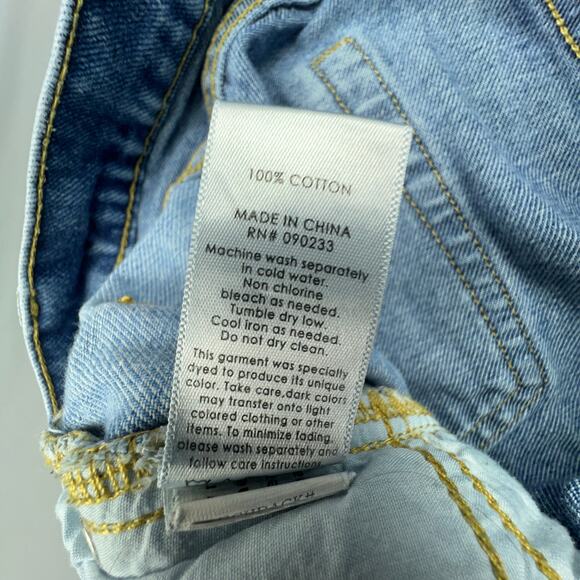 100% COTTON
MADE IN CHINA
RN# 090233
Machine wash separately
in cold water.
Non chlorine
bleach as needed.
Tumble dry low.
Cool iron as needed.
Do not dry clean.
This garment was specially
dyed to produce its unique
color. Take care,dark colors
may transfer onto light
colored clothing or other
items. To minimize fading,
please wash separately and
follow care instructions